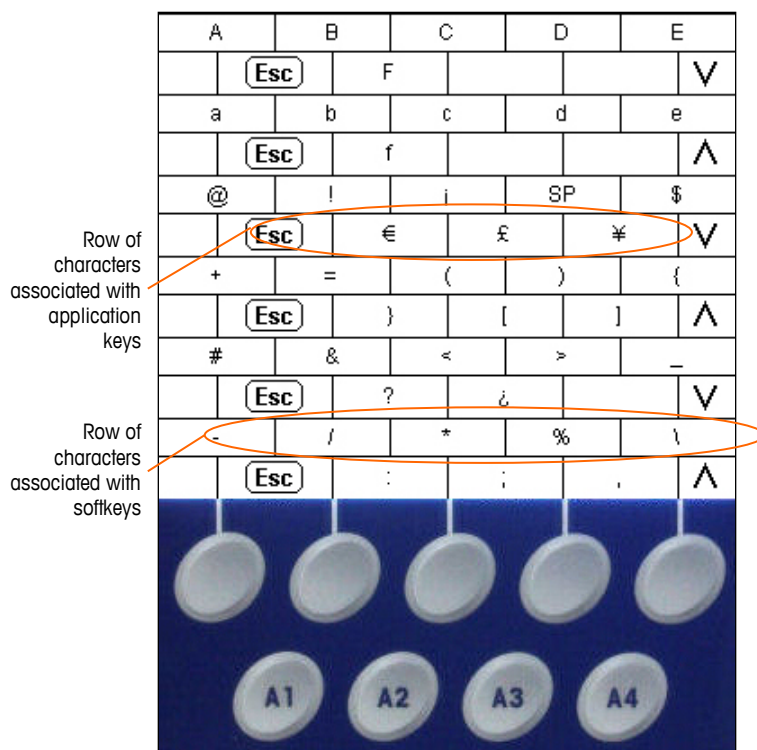 A B C D E
Esc F V
a b c d e
Esc f Λ
@ ! ¡ SP $
Esc € £ ¥ V
+ = ( ) {
Esc } [ ] Λ
# & < > _
Esc ? ¿ V
- / * % \
Esc : ; , Λ
Row of
characters
associated with
application
keys
Row of
characters
associated with
softkeys
A1 A2 A3 A4